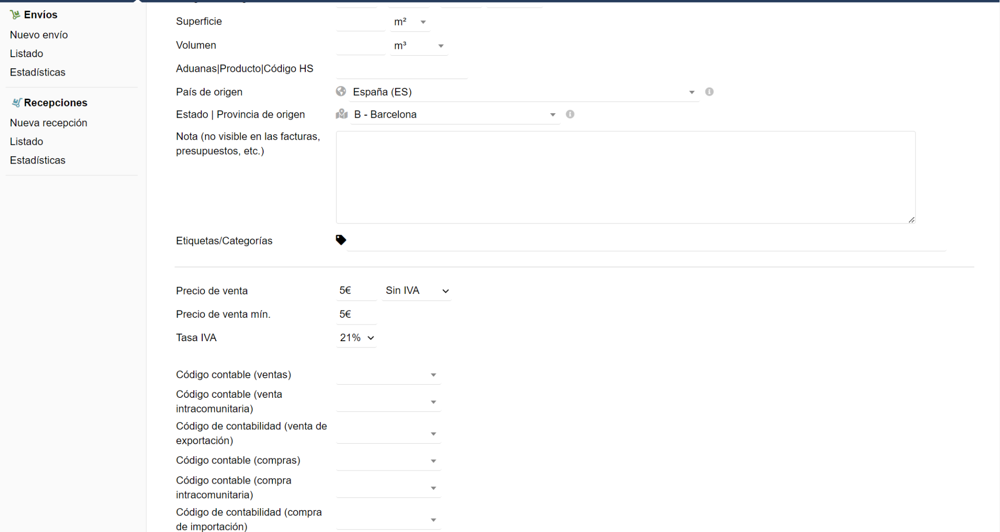 Envíos
Nuevo envío
Listado
Estadísticas
Recepciones
Nueva recepción
Listado
Estadísticas
Superficie
m²
Volumen
m³
Aduanas|Producto|Código HS
País de origen
España (ES)
Estado | Provincia de origen
B - Barcelona
Nota (no visible en las facturas,
presupuestos, etc.)
Etiquetas/Categorías
Precio de venta
5€ Sin IVA
Precio de venta mín.
5€
Tasa IVA
21%
Código contable (ventas)
Código contable (venta
intracomunitaria)
Código de contabilidad (venta de
exportación)
Código contable (compras)
Código contable (compra
intracomunitaria)
Código de contabilidad (compra
de importación)